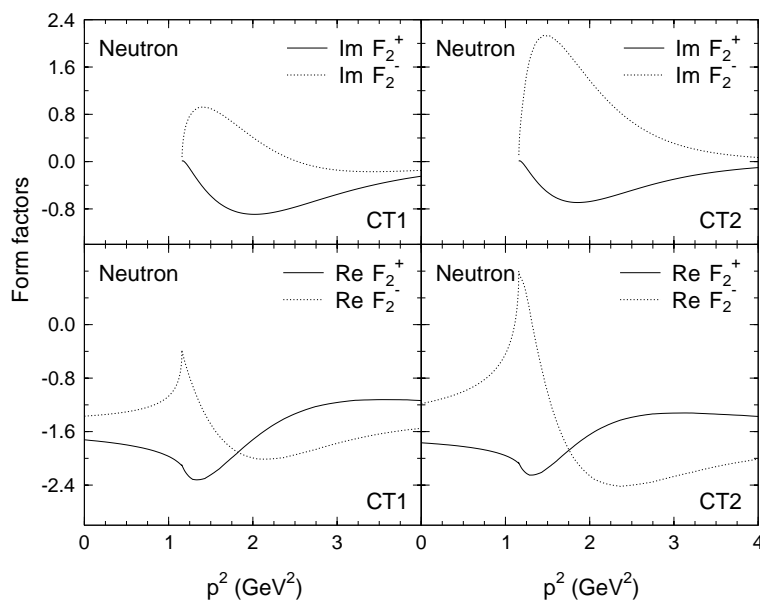 Form factors
2.4
1.6
0.8
0.0
-0.8
Neutron
Im F₂⁺
Im F₂⁻
CT1
Neutron
Im F₂⁺
Im F₂⁻
CT2
0.0
-0.8
-1.6
-2.4
Neutron
Re F₂⁺
Re F₂⁻
CT1
Neutron
Re F₂⁺
Re F₂⁻
CT2
0 1 2 3 0 1 2 3 4
p² (GeV²) p² (GeV²)